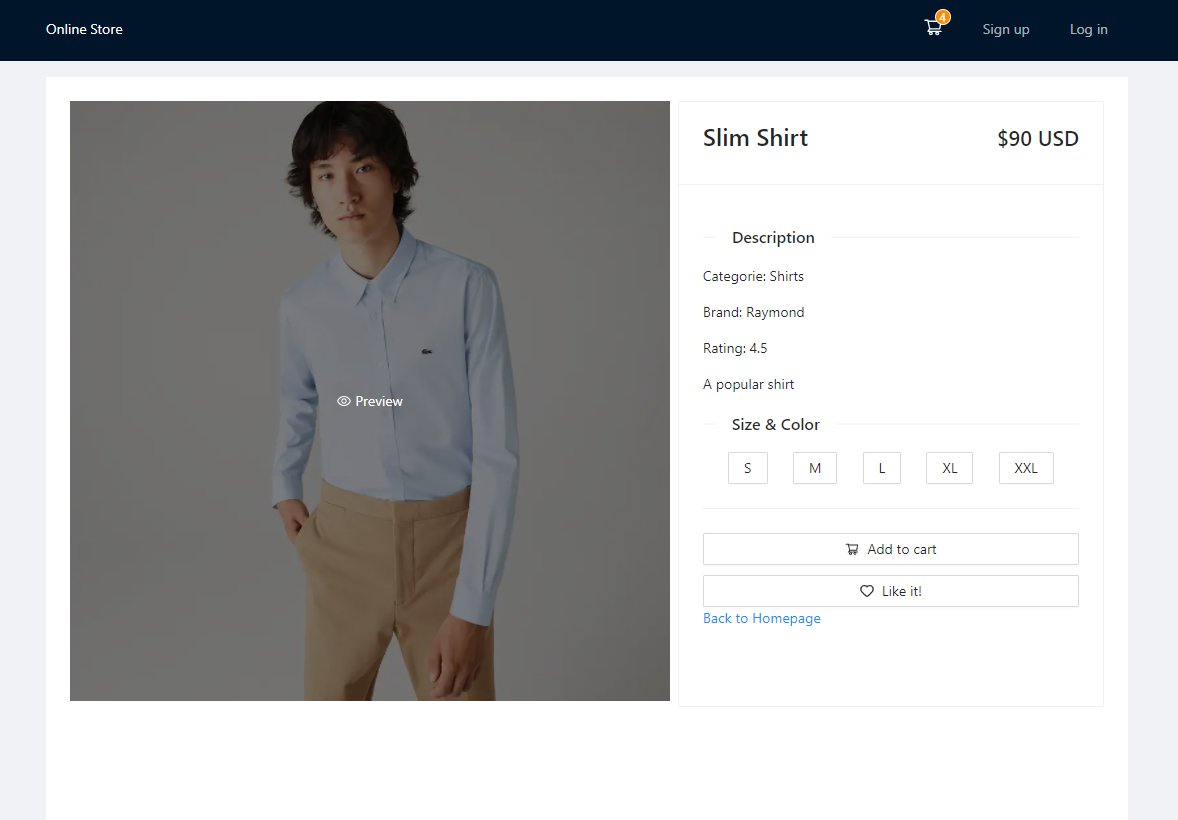 Online Store
4
Sign up
Log in
Slim Shirt
$90 USD
Description
Categorie: Shirts
Brand: Raymond
Rating: 4.5
A popular shirt
Preview
Size & Color
S M L XL XXL
Add to cart
Like it!
Back to Homepage